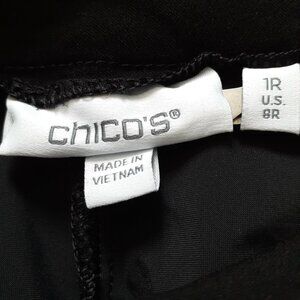 chico's®
MADE IN
VIETNAM
1R
U.S.
8R